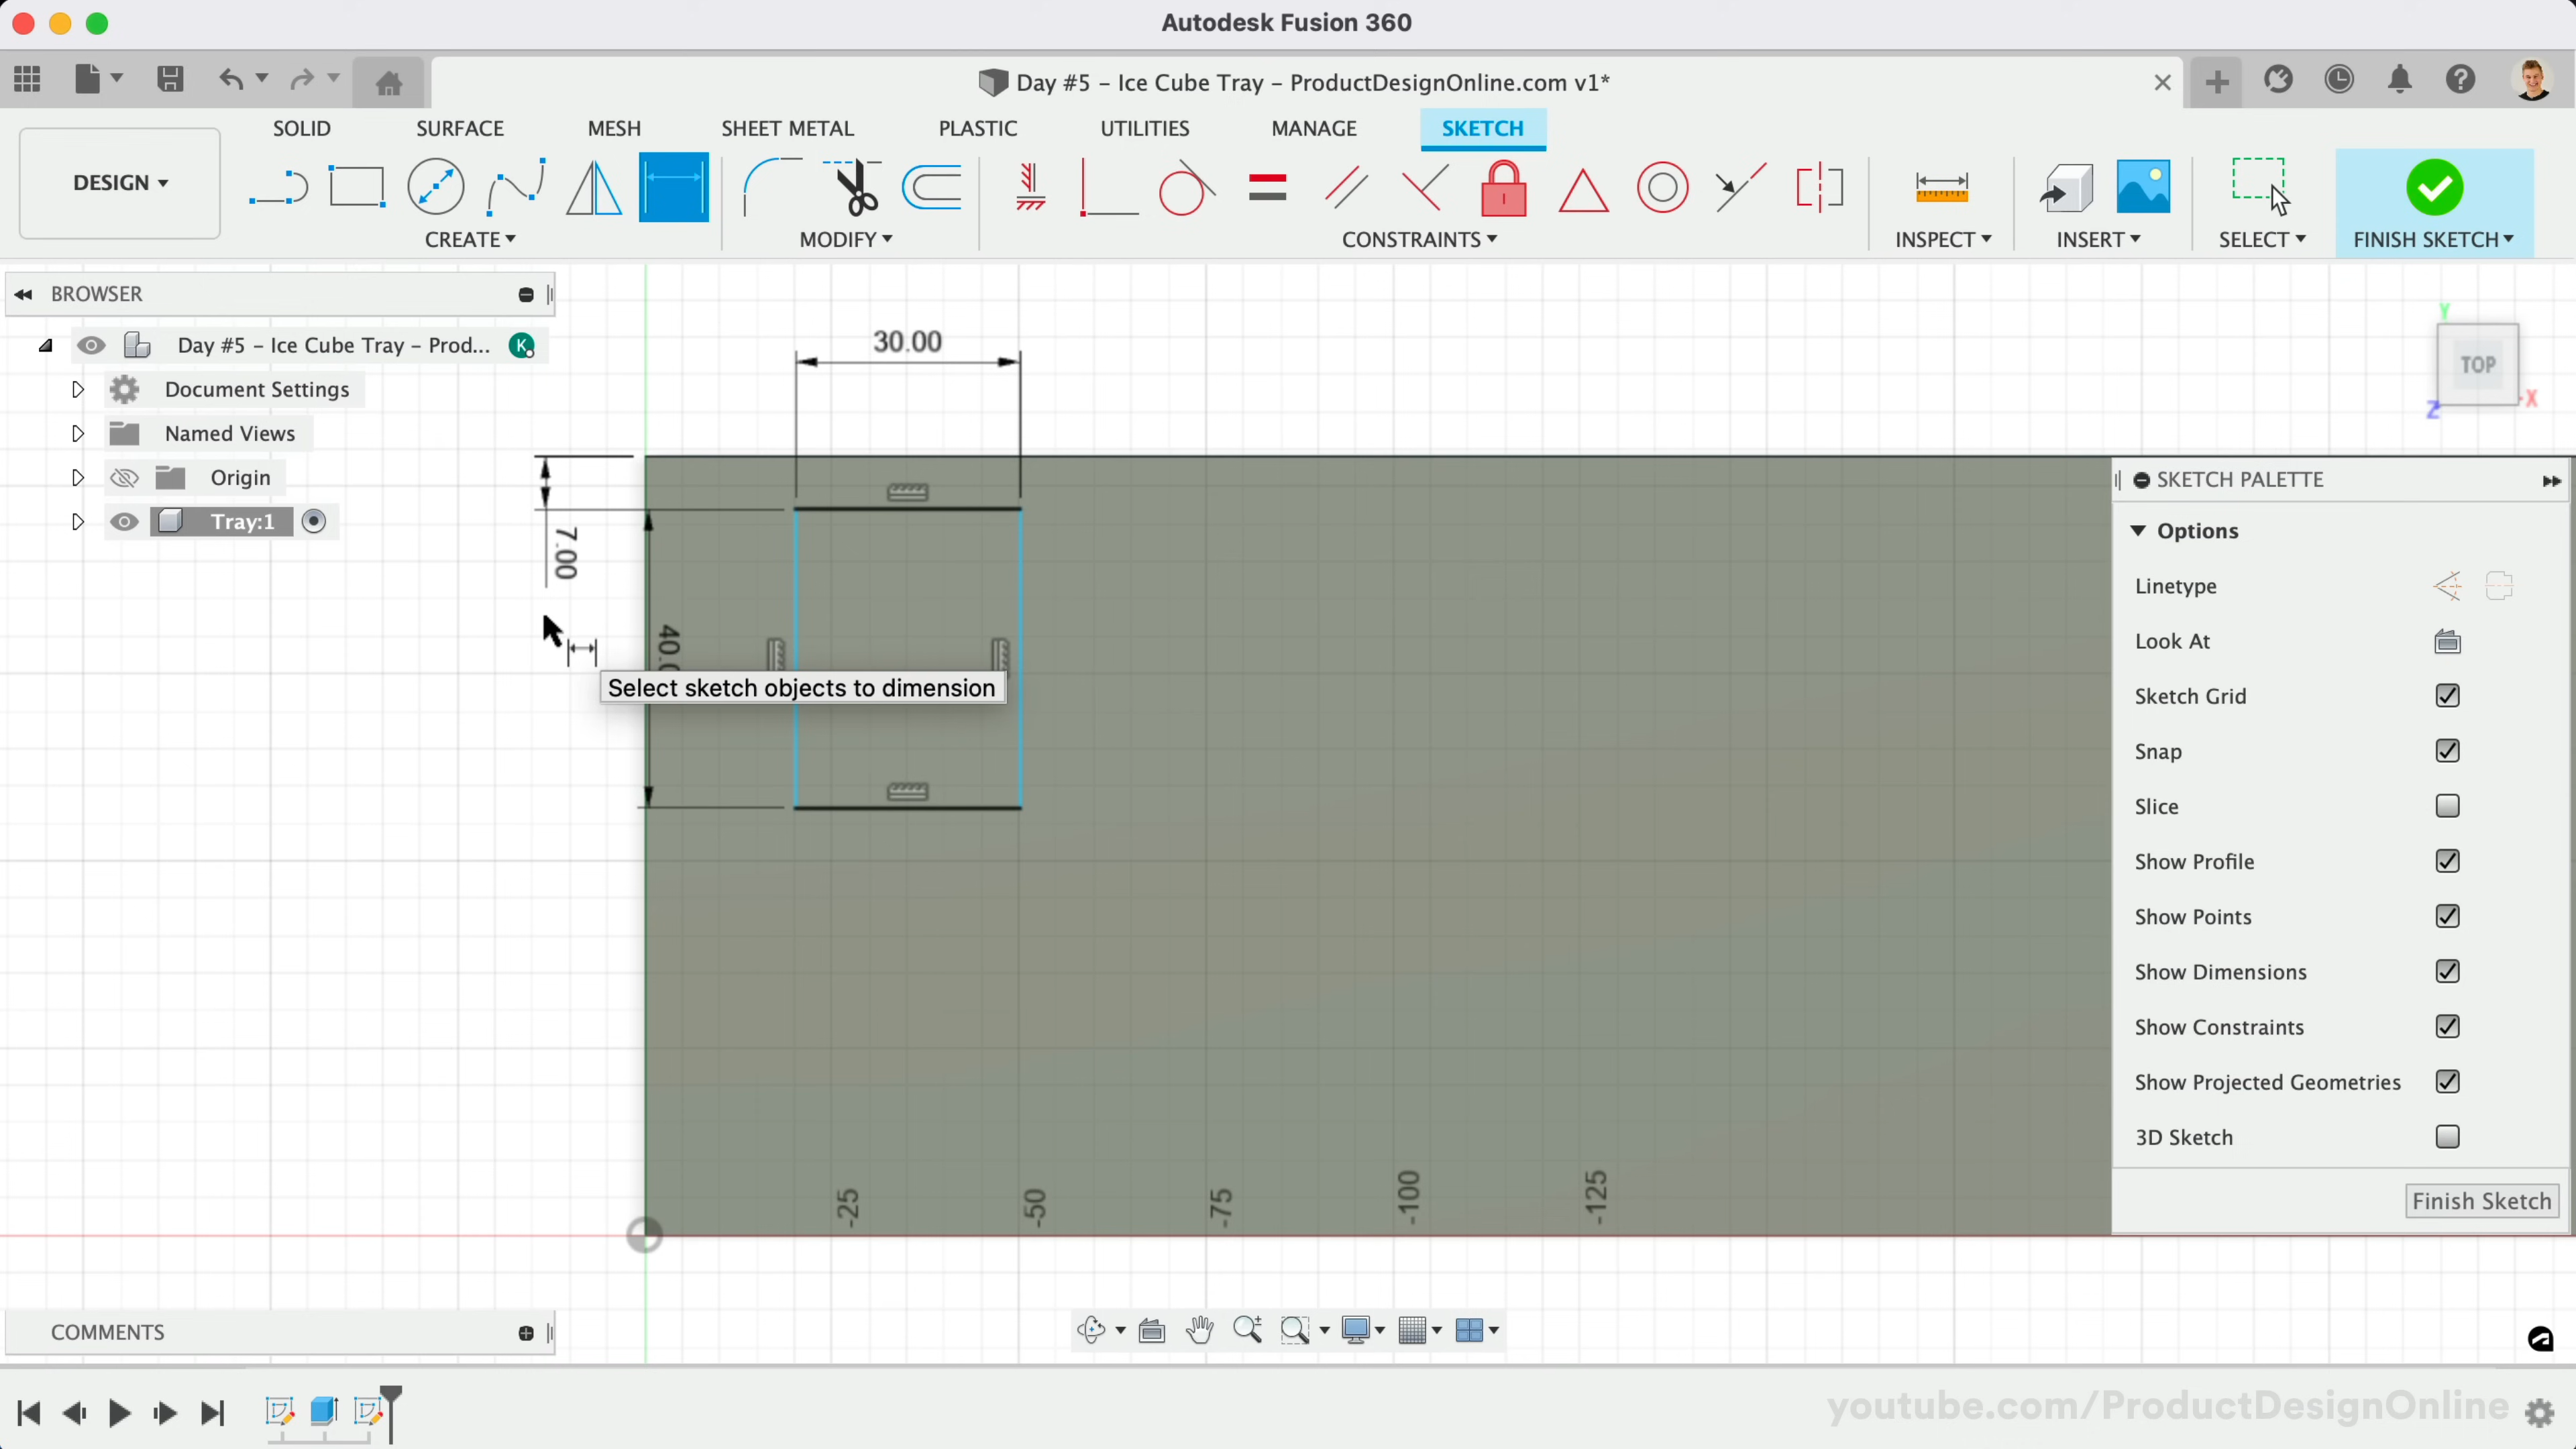 Autodesk Fusion 360
Day #5 – Ice Cube Tray – ProductDesignOnline.com v1*
SOLID SURFACE MESH SHEET METAL PLASTIC UTILITIES MANAGE SKETCH
DESIGN
CREATE MODIFY CONSTRAINTS INSPECT INSERT SELECT FINISH SKETCH
BROWSER
Day #5 – Ice Cube Tray – Prod...
K
Document Settings
Named Views
Origin
Tray:1
30.00
7.00
Select sketch objects to dimension
Y
TOP
X
Z
SKETCH PALETTE
Options
Linetype
Look At
Sketch Grid
Snap
Slice
Show Profile
Show Points
Show Dimensions
Show Constraints
Show Projected Geometries
3D Sketch
Finish Sketch
-25 -50 -75 -100 -125
COMMENTS
youtube.com/ProductDesignOnline